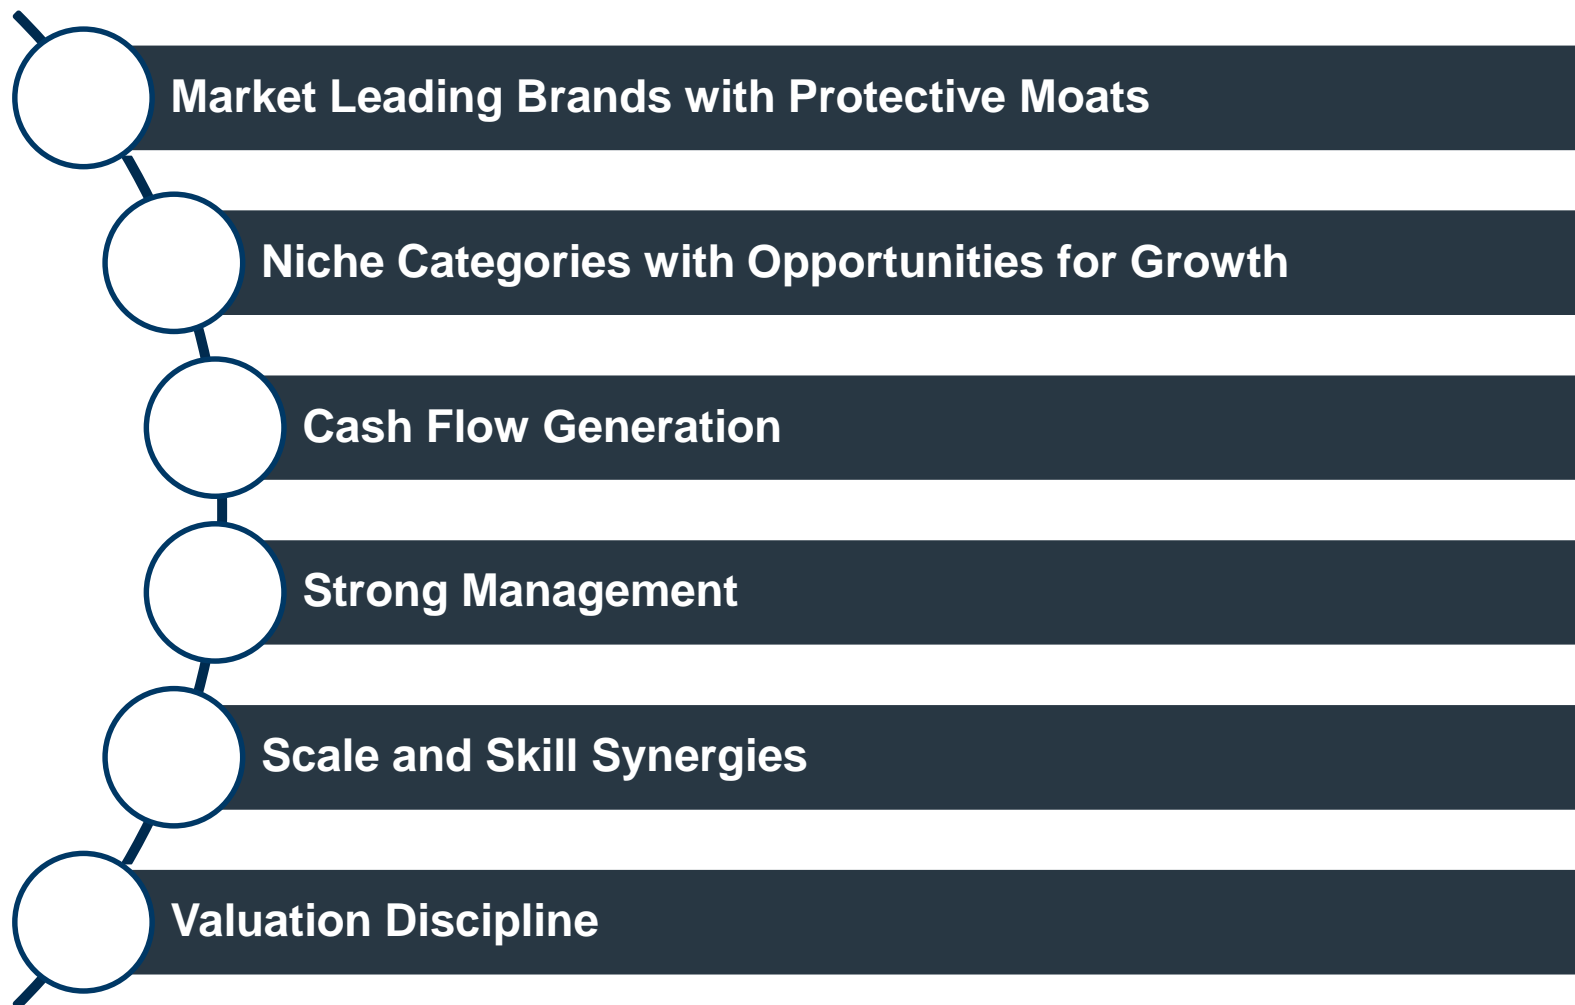 Market Leading Brands with Protective Moats
Niche Categories with Opportunities for Growth
Cash Flow Generation
Strong Management
Scale and Skill Synergies
Valuation Discipline